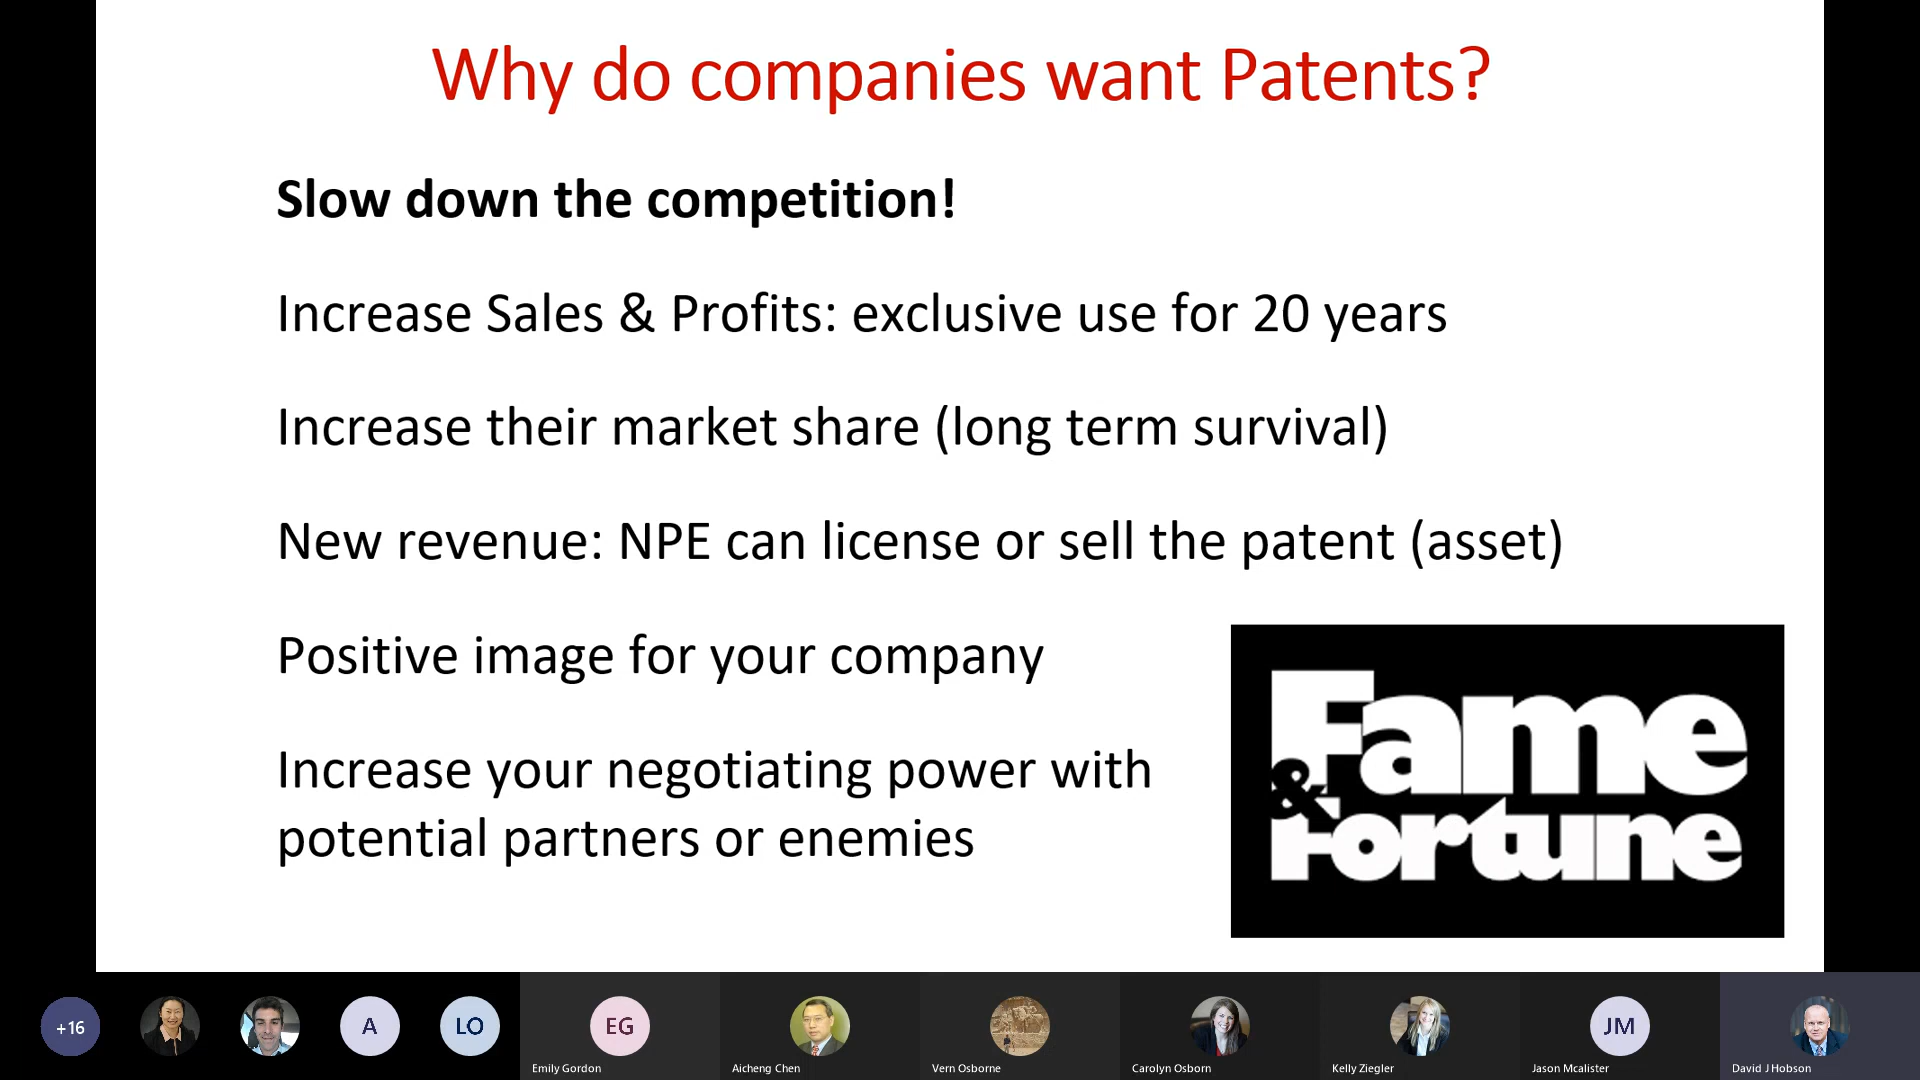 Why do companies want Patents?
Slow down the competition!
Increase Sales & Profits: exclusive use for 20 years
Increase their market share (long term survival)
New revenue: NPE can license or sell the patent (asset)
Positive image for your company
Increase your negotiating power with
potential partners or enemies
Fame
&
Fortune
+16
A
LO
EG
JM
Emily Gordon
Aicheng Chen
Vern Osborne
Carolyn Osborn
Kelly Ziegler
Jason Mcalister
David J Hobson